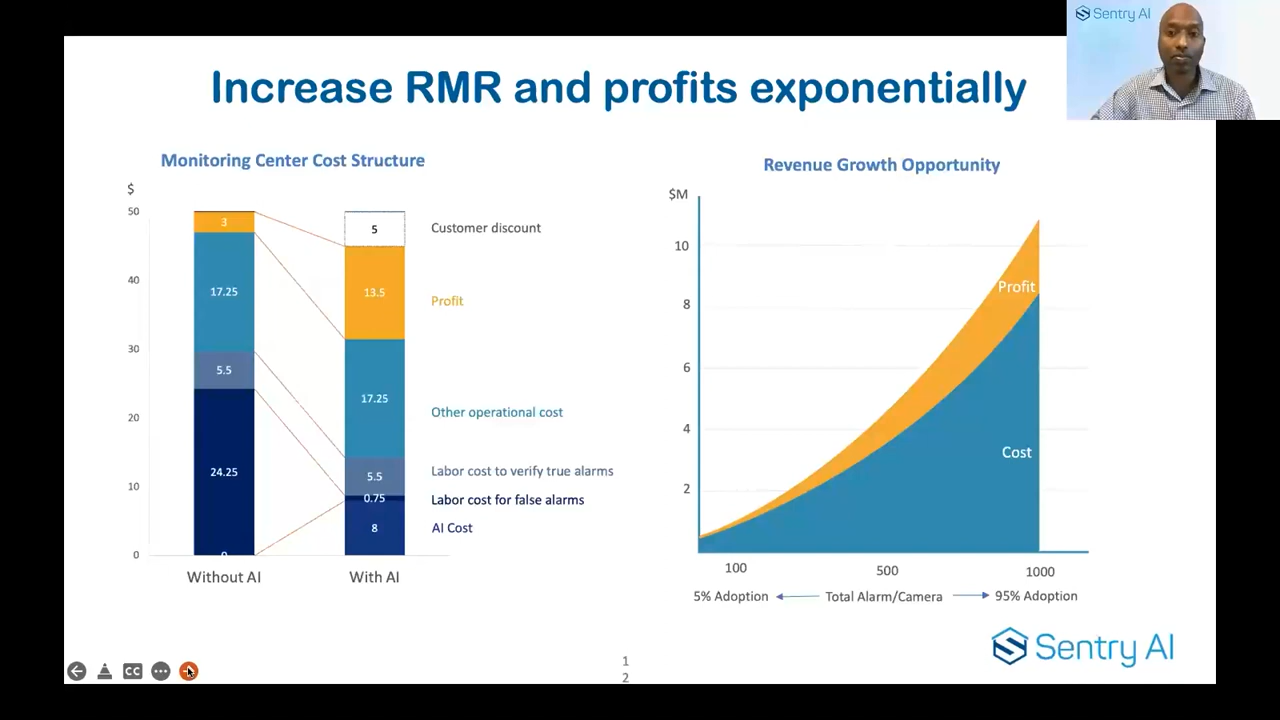 Sentry AI
Increase RMR and profits exponentially
Monitoring Center Cost Structure
$
50
40
30
20
10
0
3
17.25
5.5
24.25
0
5
13.5
17.25
5.5
0.75
8
Customer discount
Profit
Other operational cost
Labor cost to verify true alarms
Labor cost for false alarms
AI Cost
Without AI
With AI
Revenue Growth Opportunity
$M
10
8
6
4
2
Profit
Cost
100
500
1000
5% Adoption
Total Alarm/Camera
95% Adoption
Sentry AI
CC
1
2